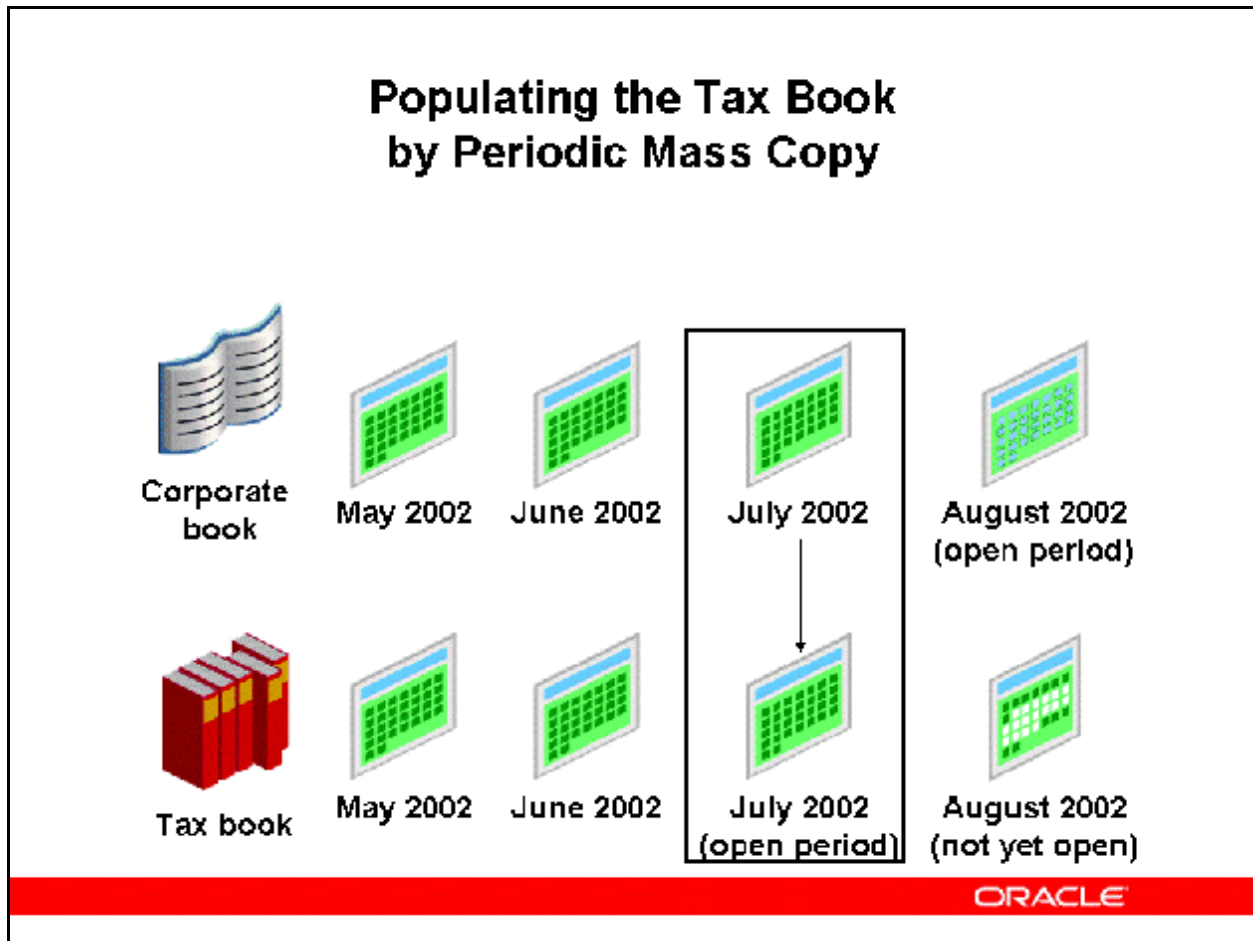 Populating the Tax Book
by Periodic Mass Copy
Corporate
book
May 2002
June 2002
July 2002
August 2002
(open period)
Tax book
May 2002
June 2002
July 2002
(open period)
August 2002
(not yet open)
ORACLE